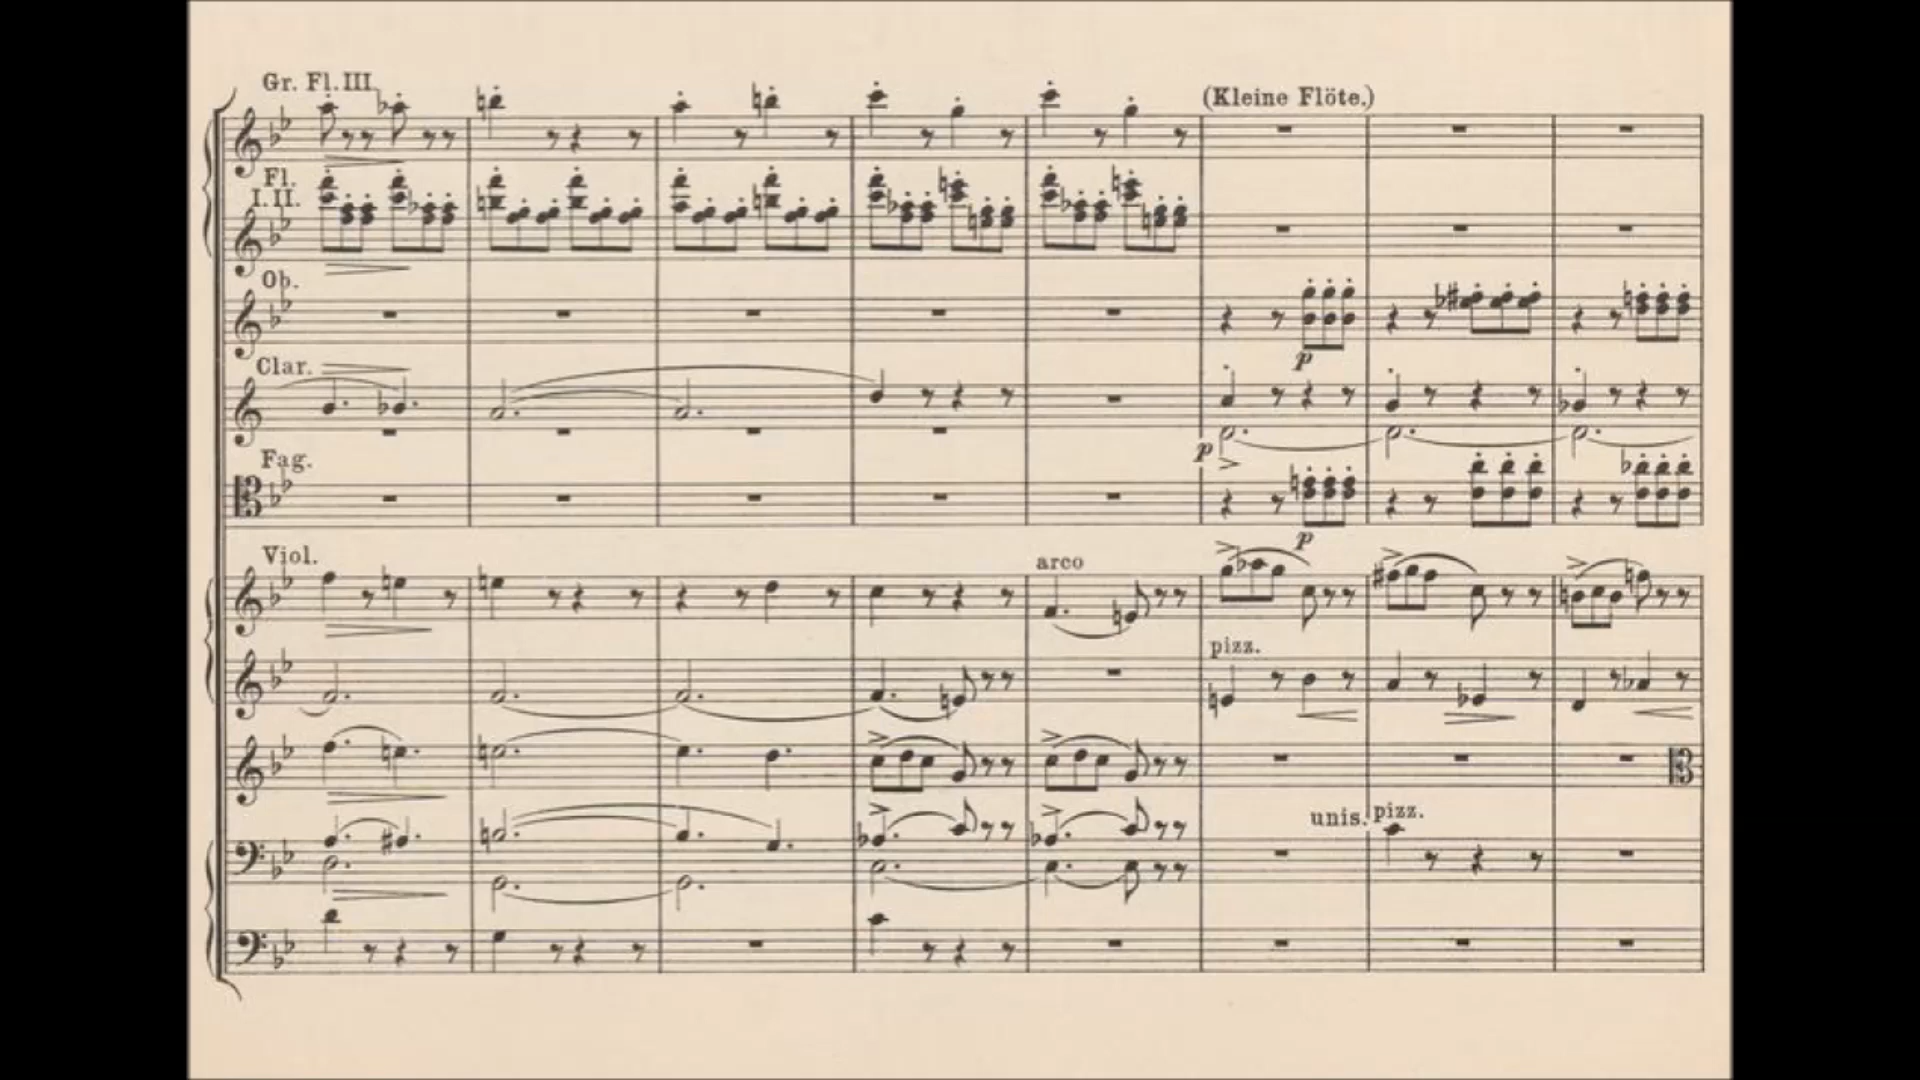 Gr. Fl. III.
(Kleine Flöte.)
Fl.
I. II.
Ob.
p
Clar.
p
Fag.
p
Viol.
arco
pizz.
unis. pizz.